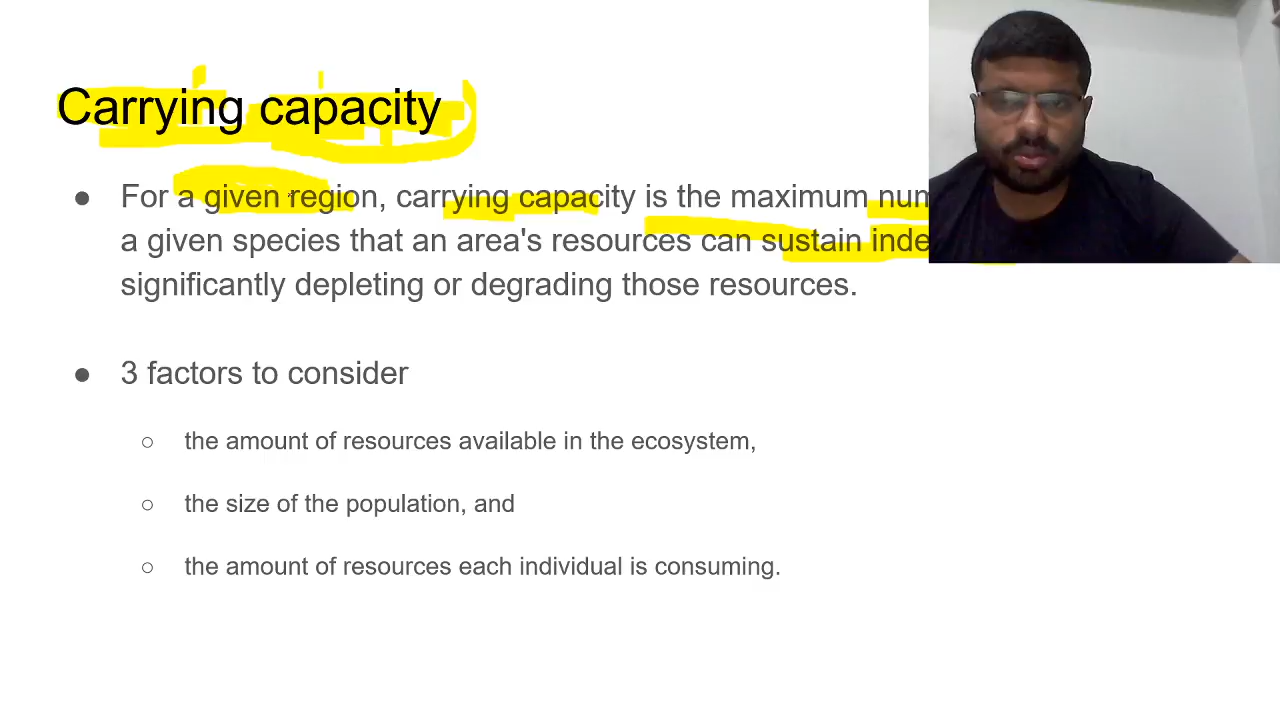 Carrying capacity
● For a given region, carrying capacity is the maximum
a given species that an area's resources can sustain
significantly depleting or degrading those resources.
● 3 factors to consider
○ the amount of resources available in the ecosystem,
○ the size of the population, and
○ the amount of resources each individual is consuming.